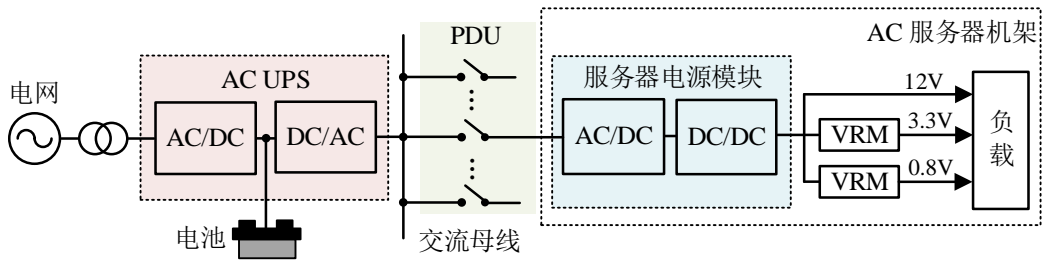 PDU
AC 服务器机架
电网
AC UPS
服务器电源模块
AC/DC
DC/AC
AC/DC
DC/DC
12V
VRM
3.3V
VRM
0.8V
负载
电池
交流母线